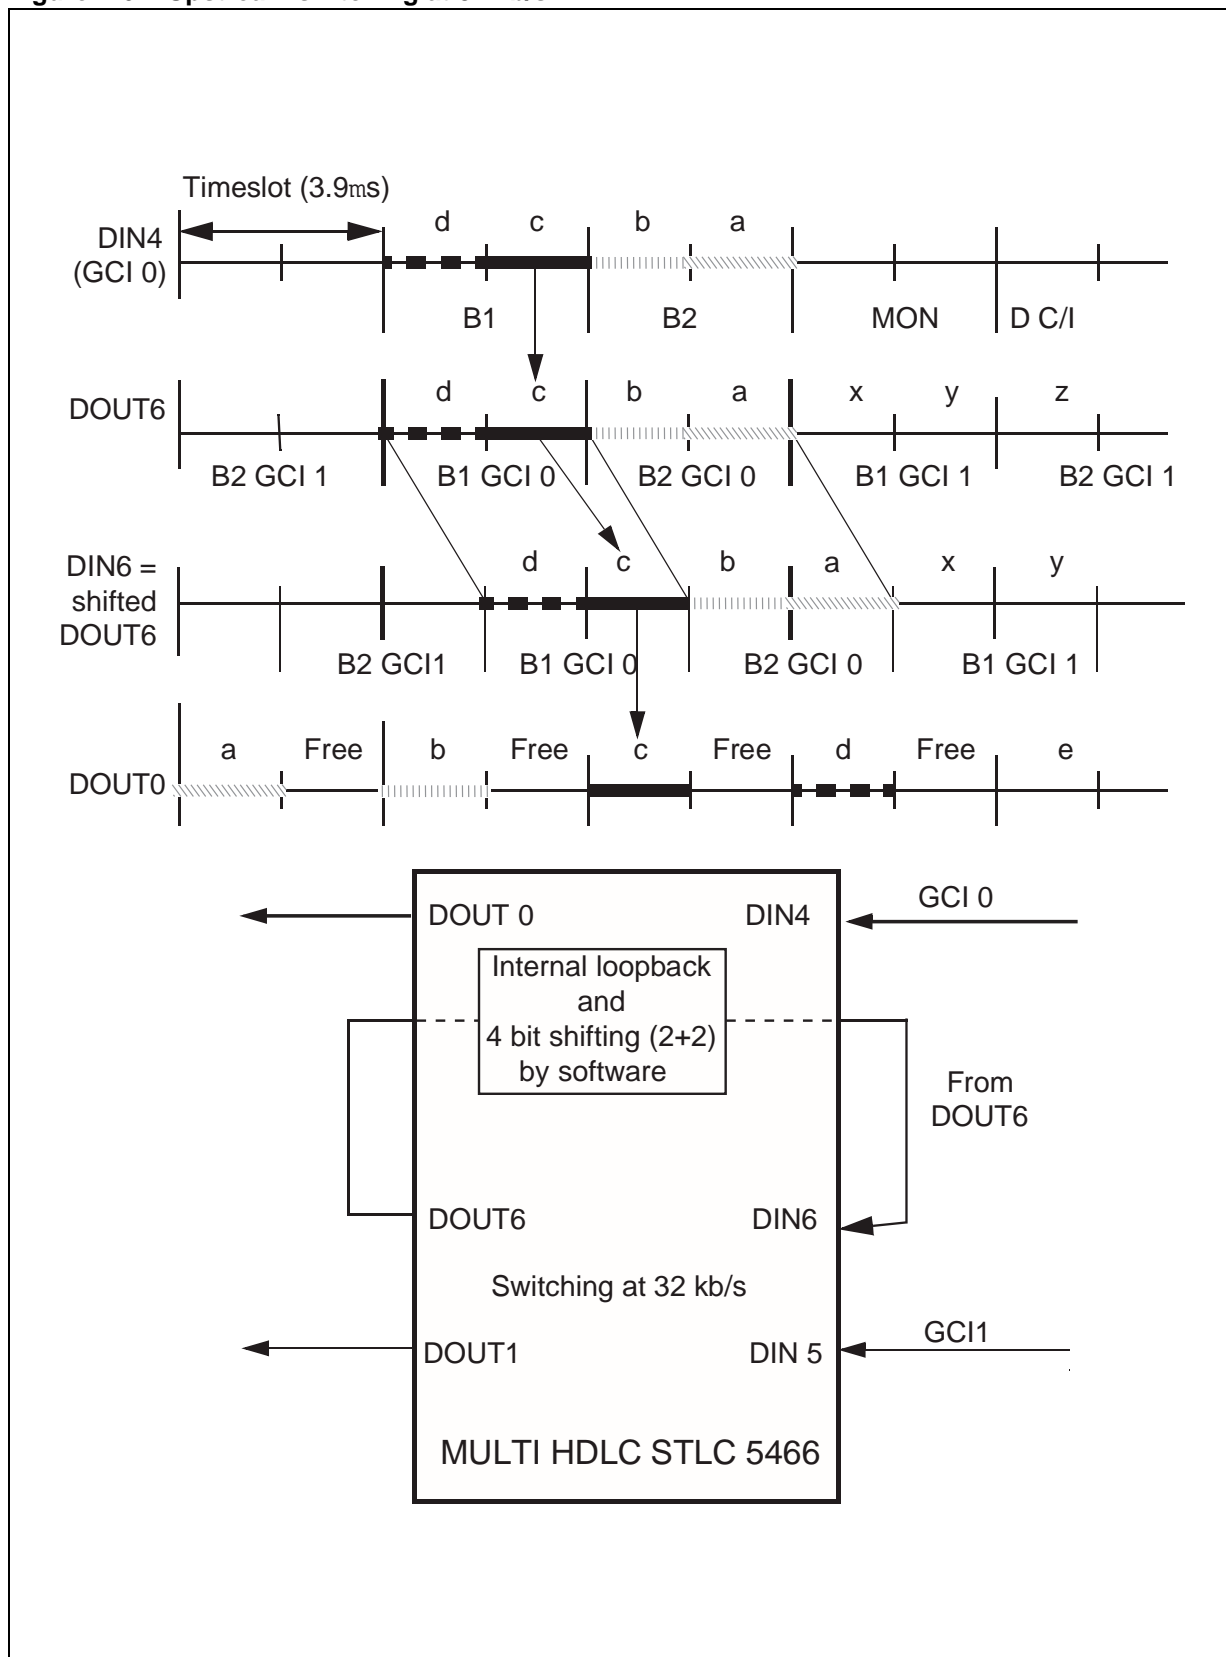 Timeslot (3.9ms)
DIN4
(GCI 0)
d c b a
B1 B2 MON D C/I
DOUT6
d c b a x y z
B2 GCI 1 B1 GCI 0 B2 GCI 0 B1 GCI 1 B2 GCI 1
DIN6 =
shifted
DOUT6
d c b a x y
B2 GCI1 B1 GCI 0 B2 GCI 0 B1 GCI 1
DOUT0
a Free b Free c Free d Free e
DOUT 0 DIN4 GCI 0
Internal loopback
and
4 bit shifting (2+2)
by software
From
DOUT6
DOUT6 DIN6
Switching at 32 kb/s
DOUT1 DIN 5 GCI1
MULTI HDLC STLC 5466